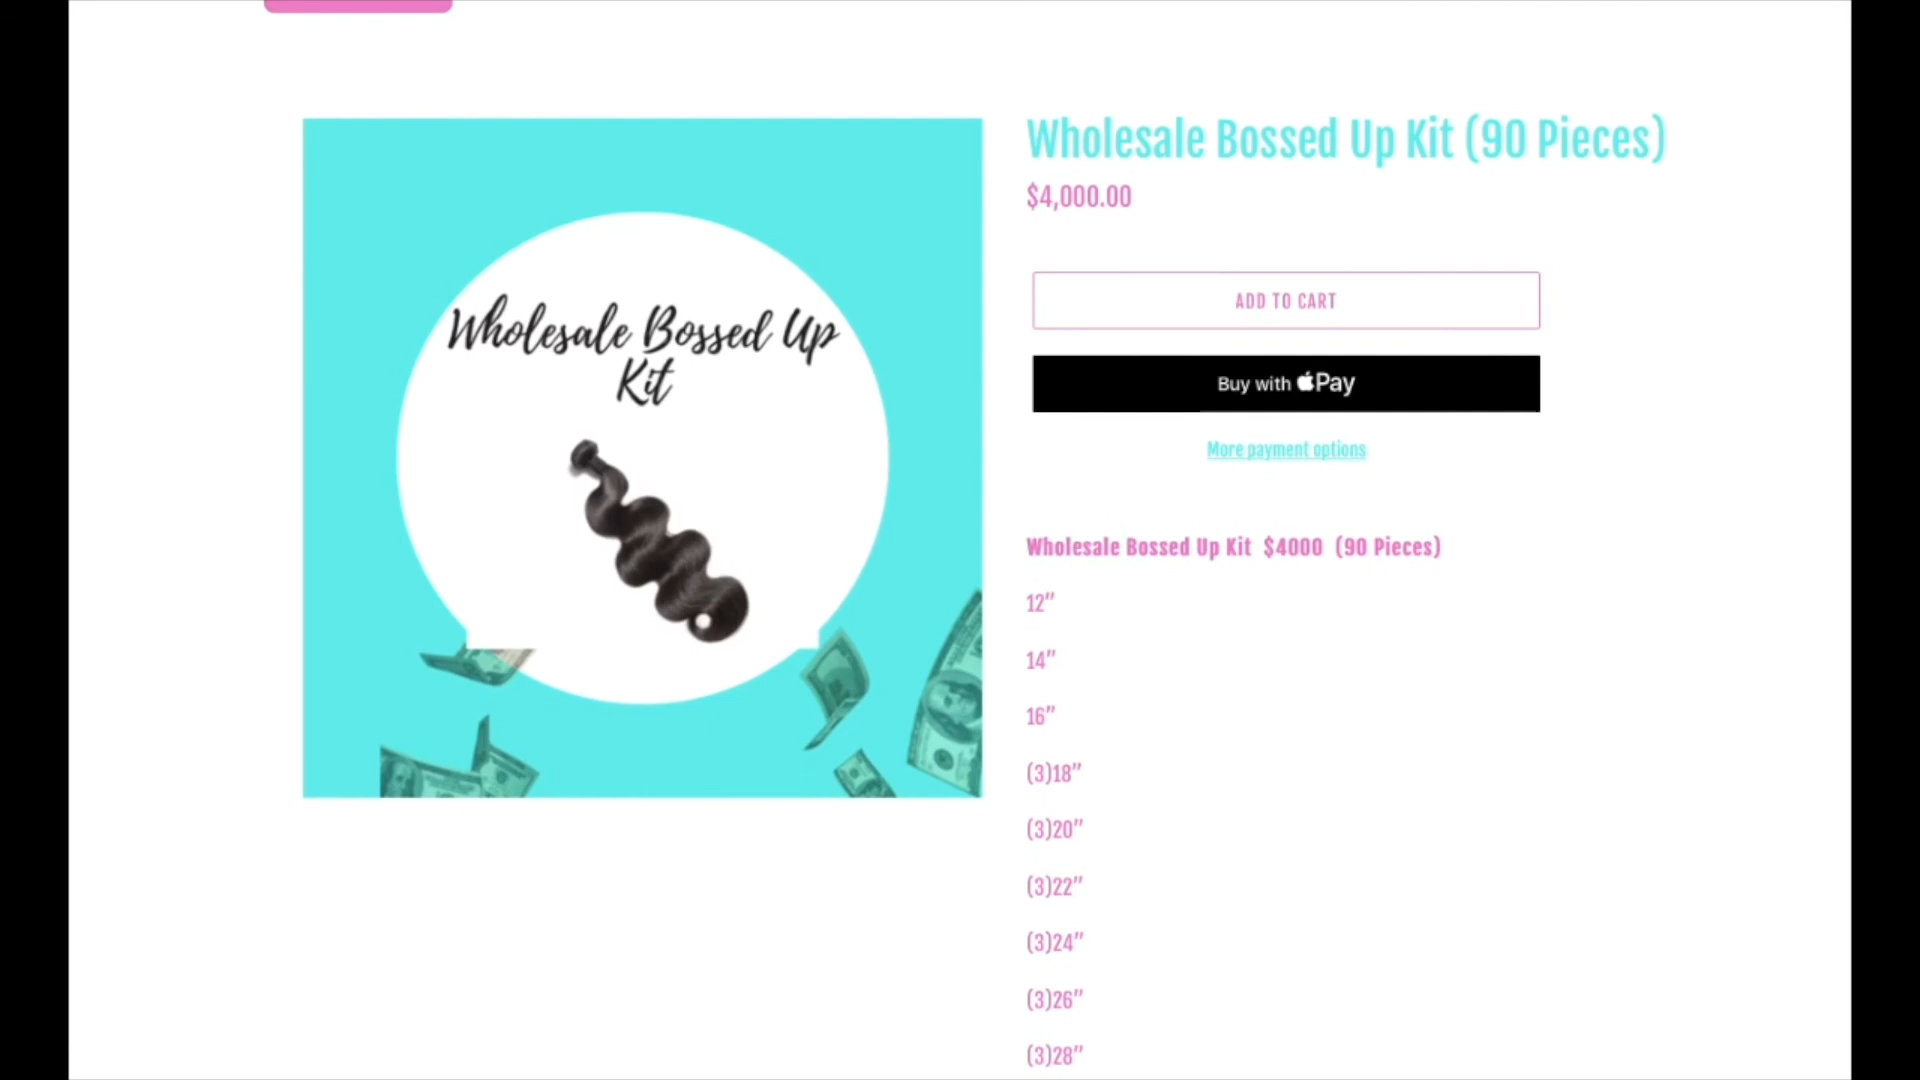 Wholesale Bossed Up
Kit
Wholesale Bossed Up Kit (90 Pieces)
$4,000.00
ADD TO CART
Buy with Pay
More payment options
Wholesale Bossed Up Kit $4000 (90 Pieces)
12”
14”
16”
(3)18”
(3)20”
(3)22”
(3)24”
(3)26”
(3)28”